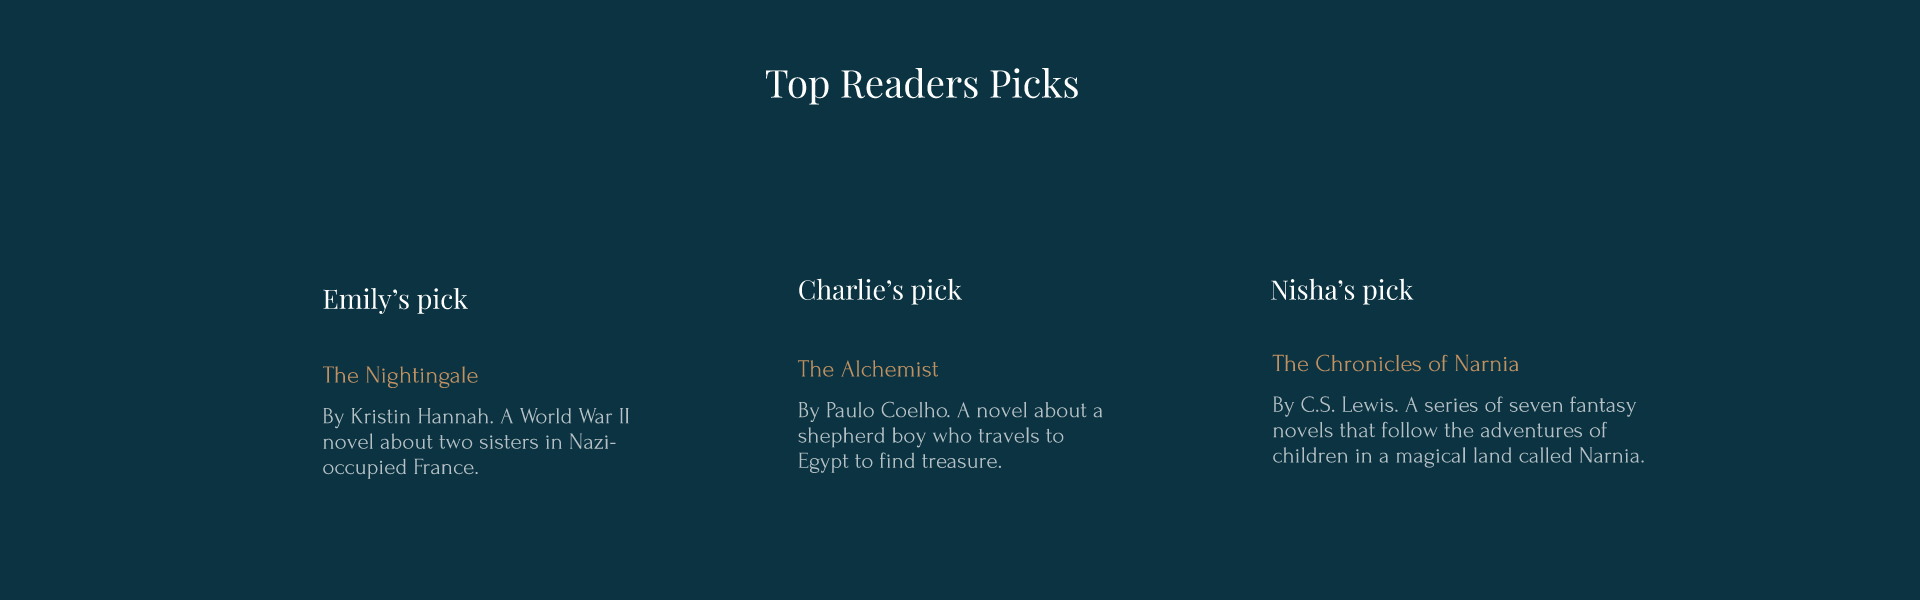 Top Readers Picks
Emily’s pick
The Nightingale
By Kristin Hannah. A World War II
novel about two sisters in Nazi-
occupied France.
Charlie’s pick
The Alchemist
By Paulo Coelho. A novel about a
shepherd boy who travels to
Egypt to find treasure.
Nisha’s pick
The Chronicles of Narnia
By C.S. Lewis. A series of seven fantasy
novels that follow the adventures of
children in a magical land called Narnia.